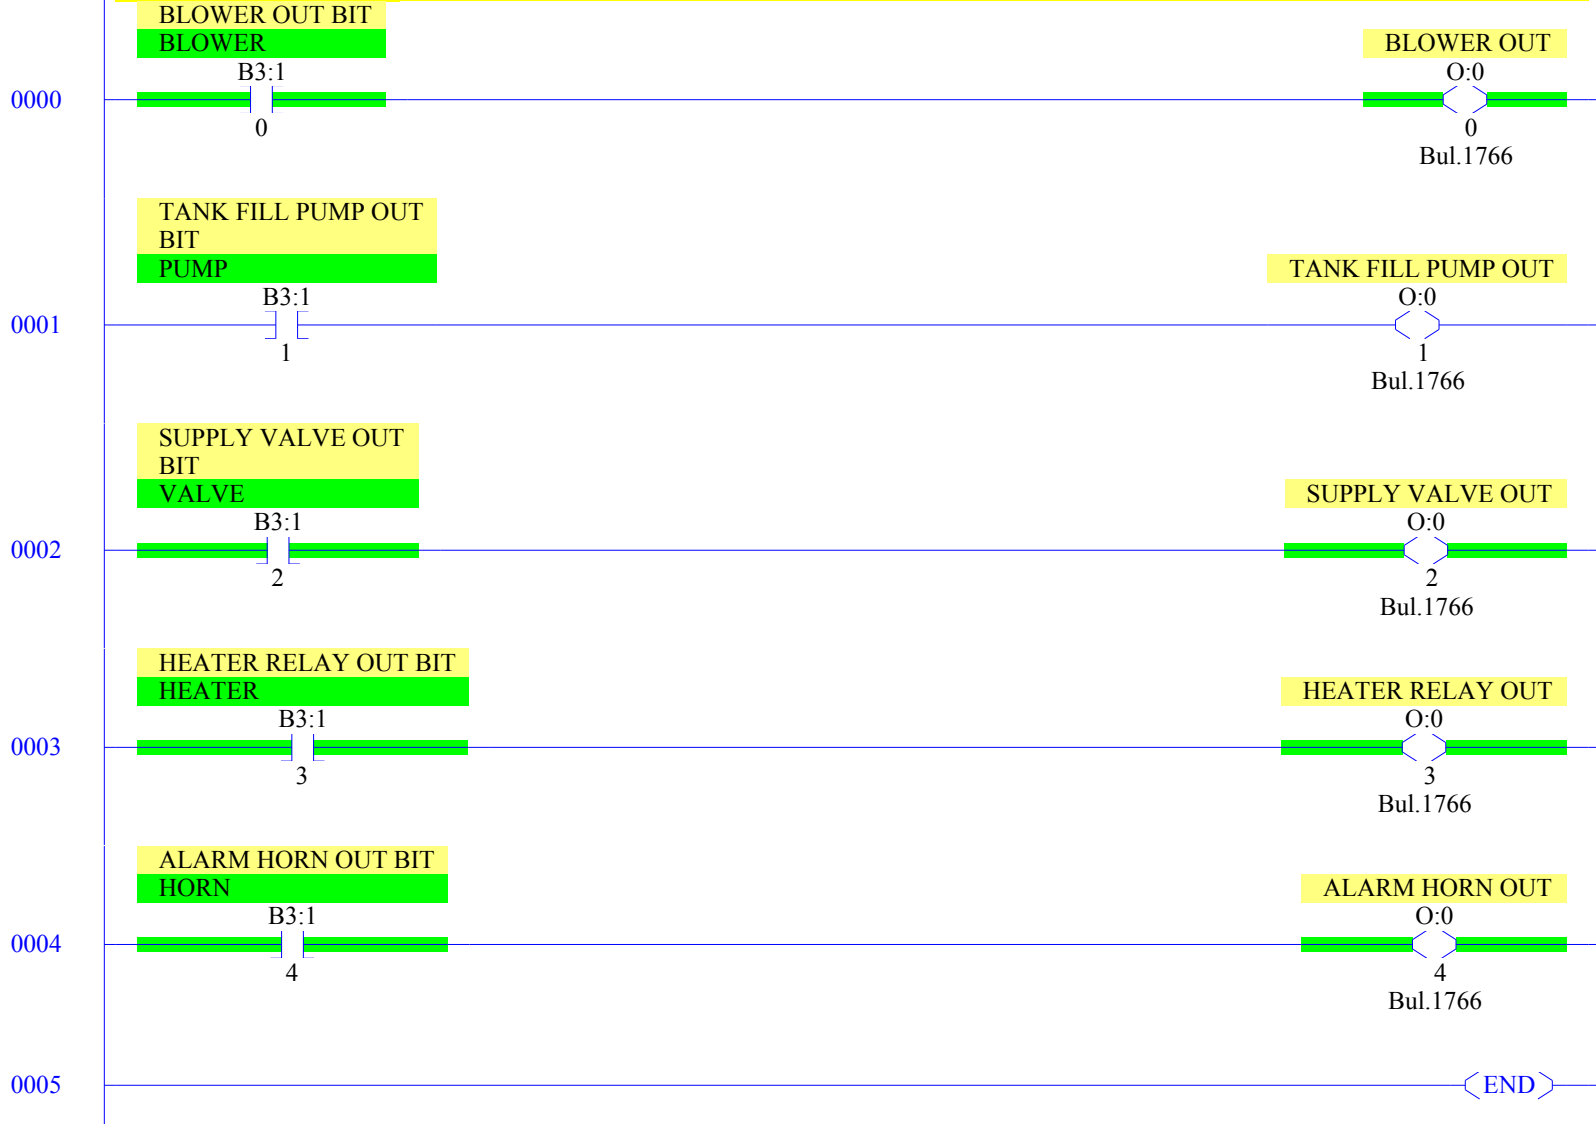 BLOWER OUT BIT
BLOWER
BLOWER OUT
B3:1
O:0
0000
0
0
Bul.1766
TANK FILL PUMP OUT
BIT
PUMP
TANK FILL PUMP OUT
B3:1
O:0
0001
1
1
Bul.1766
SUPPLY VALVE OUT
BIT
VALVE
SUPPLY VALVE OUT
B3:1
O:0
0002
2
2
Bul.1766
HEATER RELAY OUT BIT
HEATER
HEATER RELAY OUT
B3:1
O:0
0003
3
3
Bul.1766
ALARM HORN OUT BIT
HORN
ALARM HORN OUT
B3:1
O:0
0004
4
4
Bul.1766
0005
END